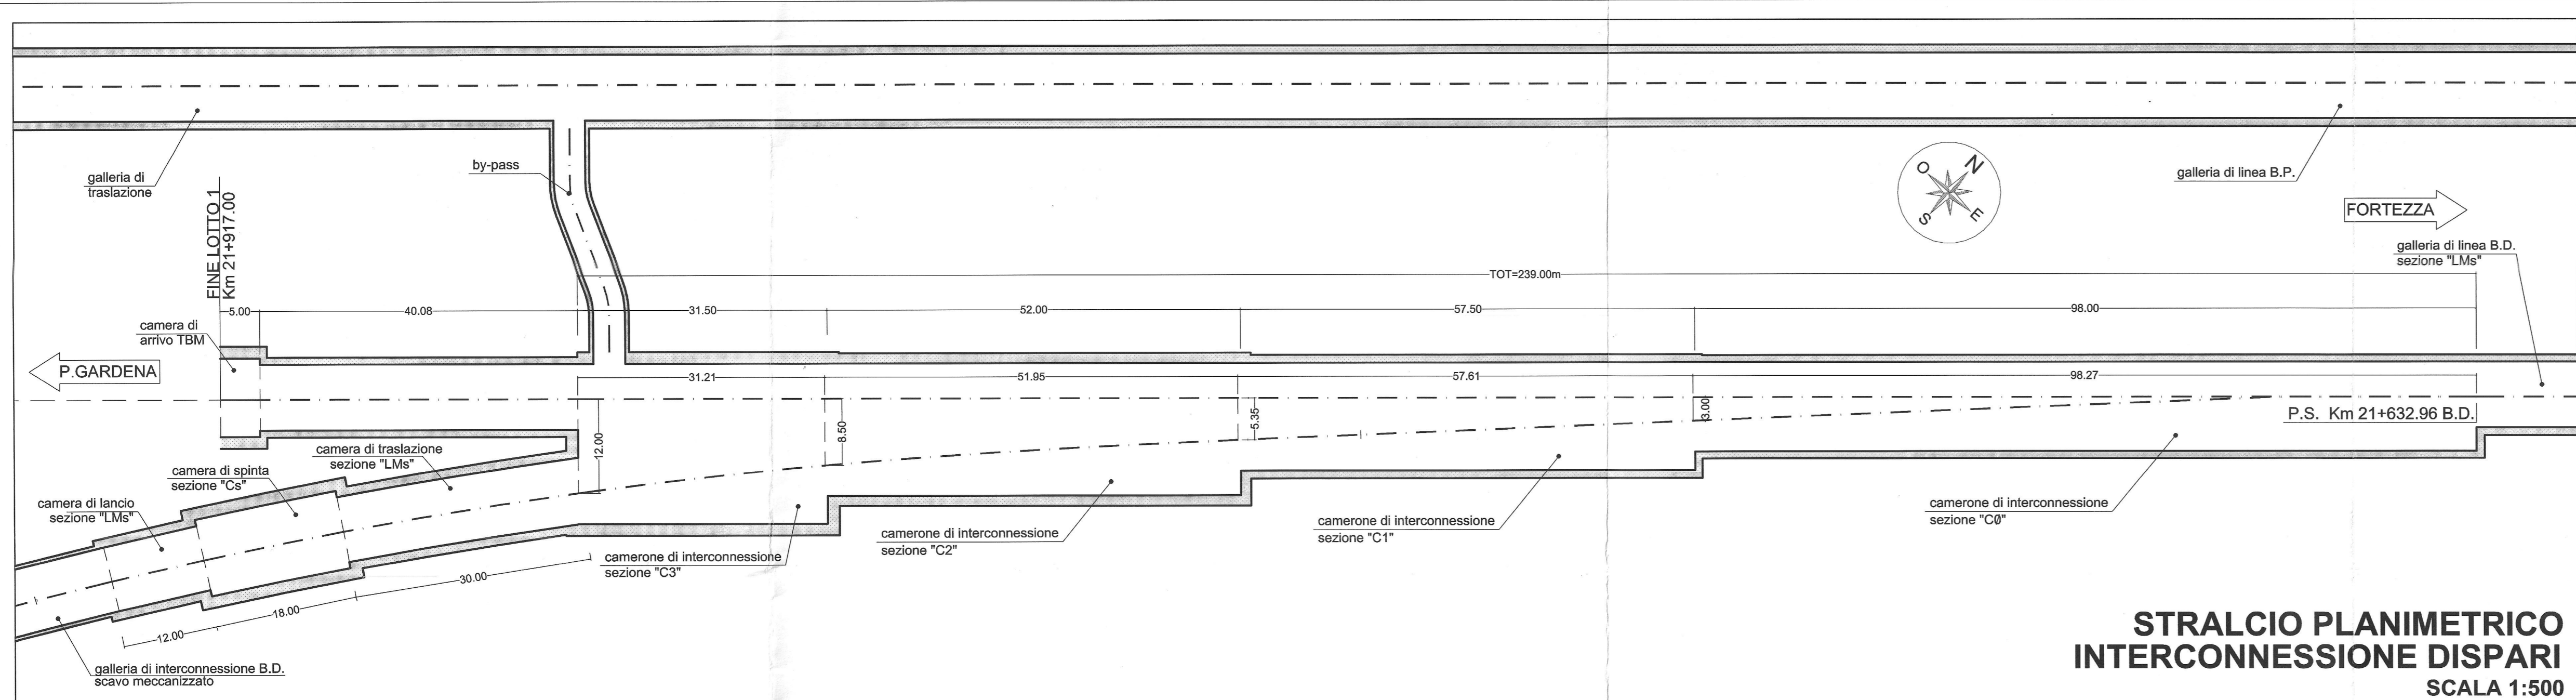 galleria di
traslazione
by-pass
galleria di linea B.P.
O
N
S
E
FORTEZZA
FINE LOTTO 1
Km 21+917.00
galleria di linea B.D.
sezione "LMs"
TOT=239.00m
5.00
40.08
31.50
52.00
57.50
98.00
camera di
arrivo TBM
P.GARDENA
31.21
51.95
57.61
98.27
12.00
8.50
5.35
3.00
P.S. Km 21+632.96 B.D.
camera di traslazione
sezione "LMs"
camera di spinta
sezione "Cs"
camera di lancio
sezione "LMs"
camerone di interconnessione
sezione "C3"
camerone di interconnessione
sezione "C2"
camerone di interconnessione
sezione "C1"
camerone di interconnessione
sezione "C0"
30.00
18.00
12.00
galleria di interconnessione B.D.
scavo meccanizzato
STRALCIO PLANIMETRICO
INTERCONNESSIONE DISPARI
SCALA 1:500